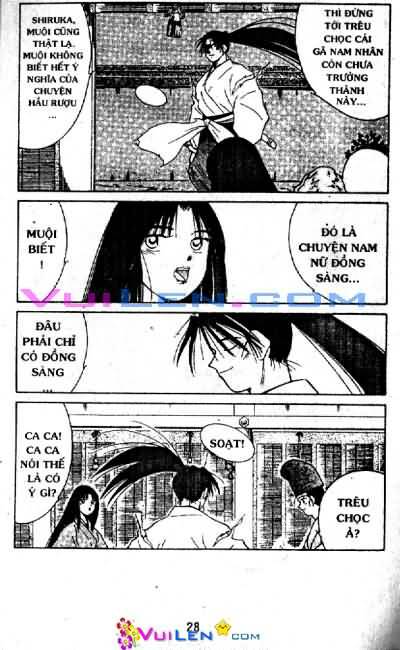 SHIRUKA,
MUỘI CŨNG
THẬT LẠ.
MUỘI KHÔNG
BIẾT HẾT Ý
NGHĨA CỦA
CHUYỆN
HẦU RƯỢU
...
THÌ ĐỪNG
TỚI TRÊU
CHỌC CÁI
GÃ NAM NHÂN
CÒN CHƯA
TRƯỞNG
THÀNH
NÀY...
MUỘI
BIẾT
!
ĐÓ LÀ
CHUYỆN NAM
NỮ ĐỒNG
SÀNG...
VUILEN.COM
ĐÂU
PHẢI CHỈ
CÓ ĐỒNG
SÀNG ...
CA CA!
CA CA
NÓI THẾ
LÀ CÓ
Ý GÌ?
SOẠT!
TRÊU
CHỌC
À?
28
VUILEN
.COM